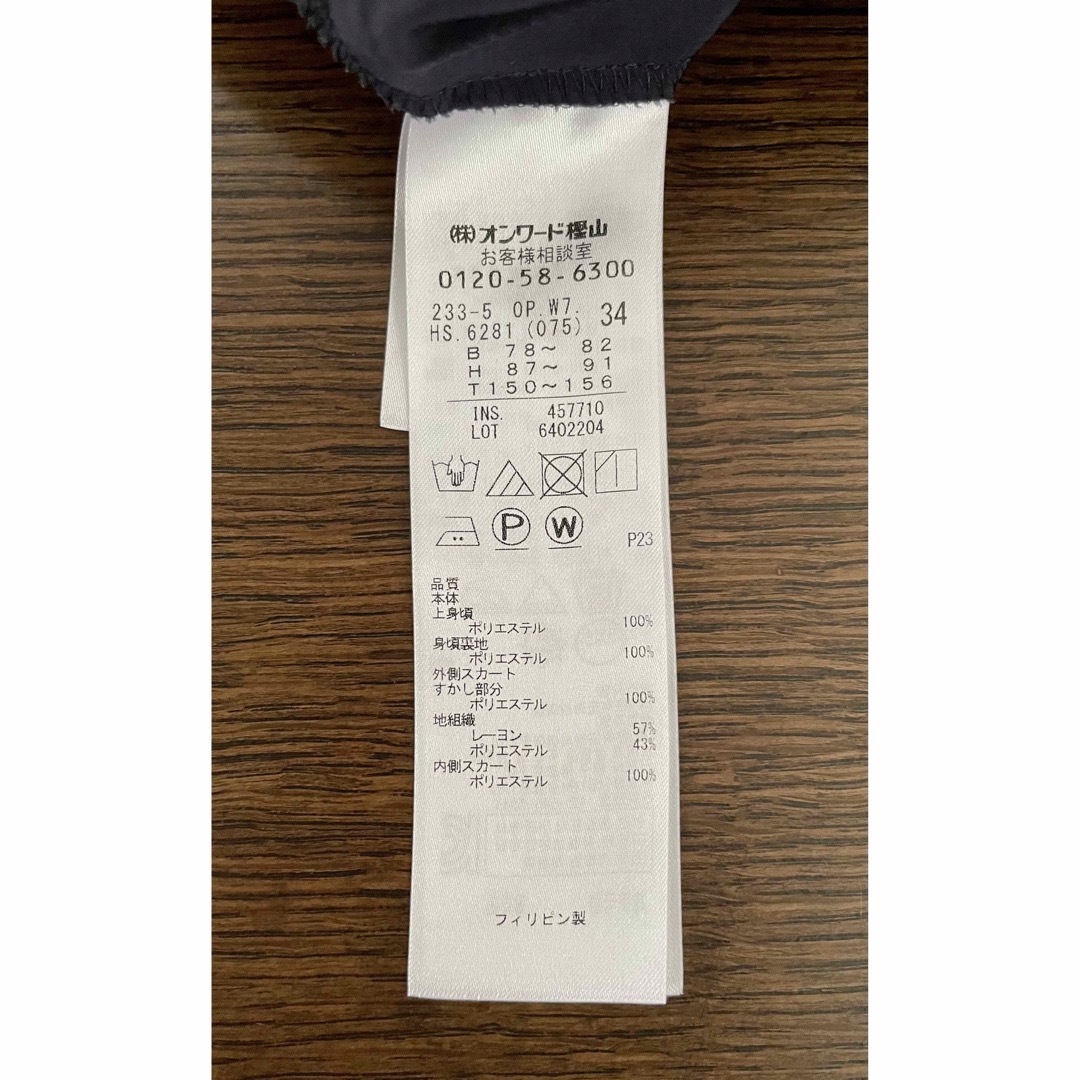 (株)オンワード樫山
お客様相談室
0120-58-6300
233-5 OP.W7.
HS.6281 (075) 34
B 78～ 82
H 87～ 91
T150～156
INS. 457710
LOT 6402204
P W
P23
品質
本体
上身頃
ポリエステル 100%
身頃裏地
ポリエステル 100%
外側スカート
すかし部分
ポリエステル 100%
地組織
レーヨン 57%
ポリエステル 43%
内側スカート
ポリエステル 100%
フィリピン製